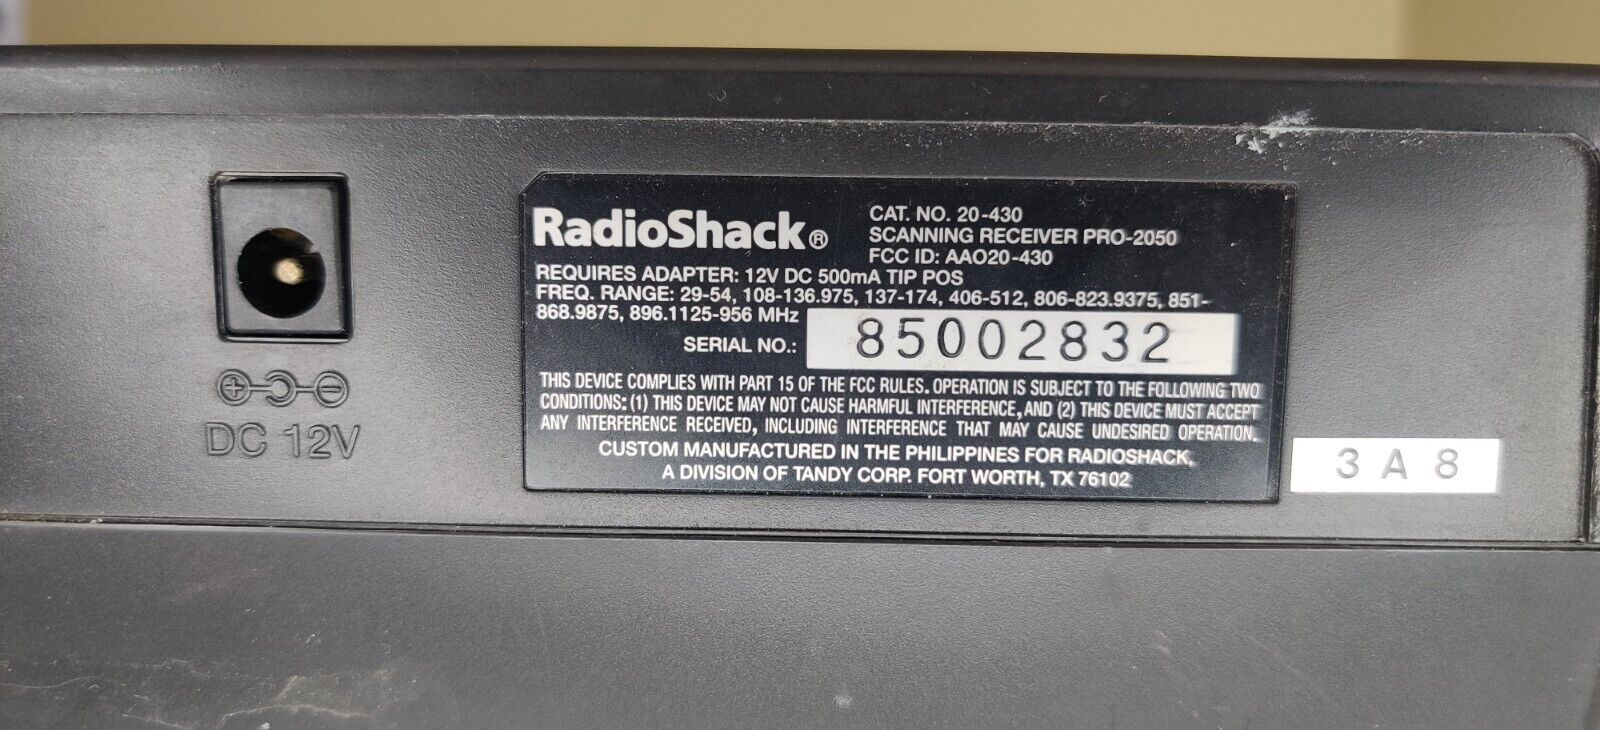 RadioShack®
CAT. NO. 20-430
SCANNING RECEIVER PRO-2050
FCC ID: AAO20-430
REQUIRES ADAPTER: 12V DC 500mA TIP POS
FREQ. RANGE: 29-54, 108-136.975, 137-174, 406-512, 806-823.9375, 851-
868.9875, 896.1125-956 MHz
SERIAL NO.: 85002832
THIS DEVICE COMPLIES WITH PART 15 OF THE FCC RULES. OPERATION IS SUBJECT TO THE FOLLOWING TWO
CONDITIONS: (1) THIS DEVICE MAY NOT CAUSE HARMFUL INTERFERENCE, AND (2) THIS DEVICE MUST ACCEPT
ANY INTERFERENCE RECEIVED, INCLUDING INTERFERENCE THAT MAY CAUSE UNDESIRED OPERATION.
CUSTOM MANUFACTURED IN THE PHILIPPINES FOR RADIOSHACK,
A DIVISION OF TANDY CORP. FORT WORTH, TX 76102
DC 12V
3 A 8